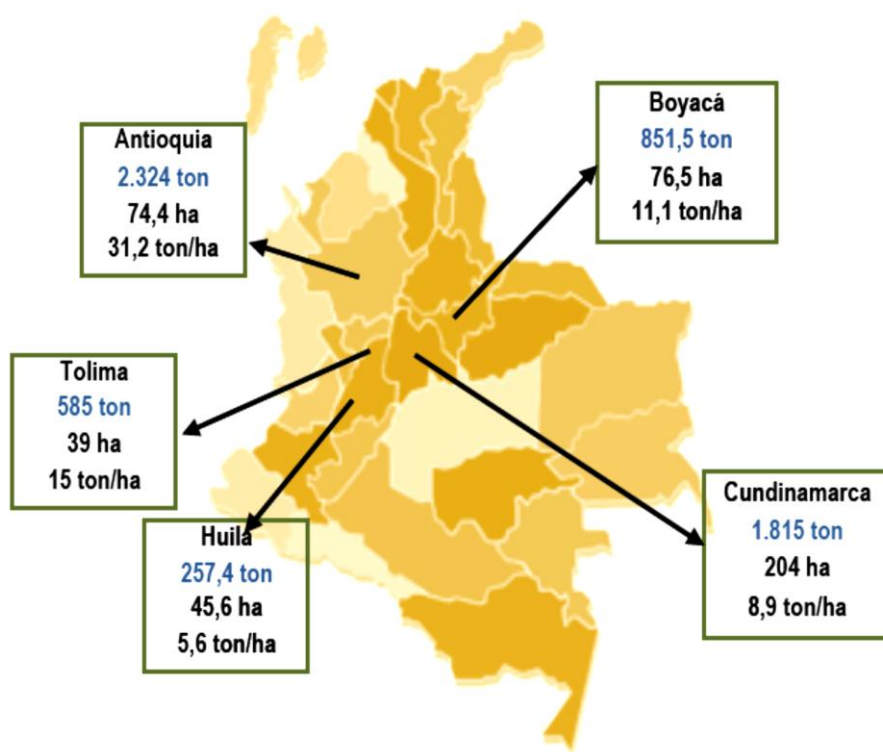 Antioquia
2.324 ton
74,4 ha
31,2 ton/ha
Boyacá
851,5 ton
76,5 ha
11,1 ton/ha
Tolima
585 ton
39 ha
15 ton/ha
Huila
257,4 ton
45,6 ha
5,6 ton/ha
Cundinamarca
1.815 ton
204 ha
8,9 ton/ha